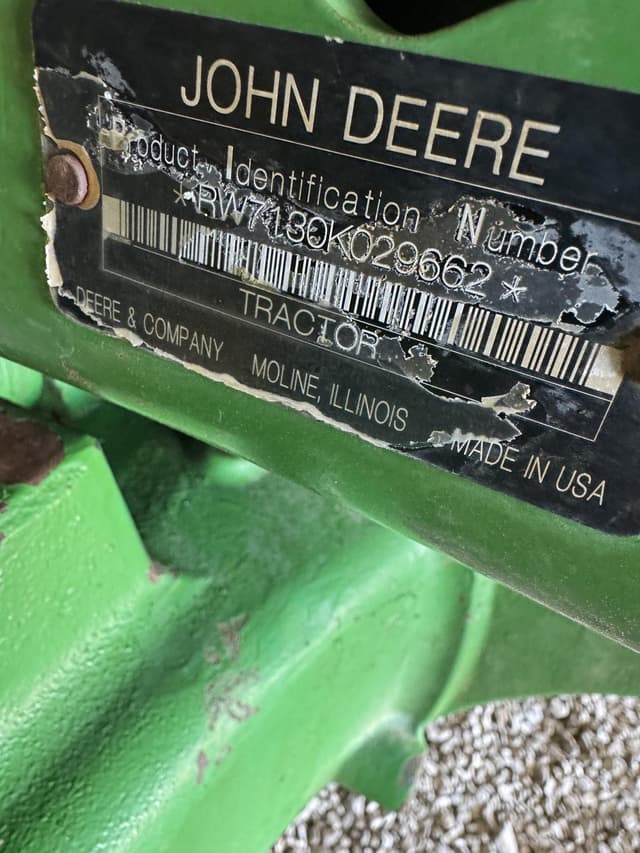 JOHN DEERE
Product Identification Number
*RW7130K029662*
TRACTOR
DEERE & COMPANY MOLINE, ILLINOIS MADE IN USA